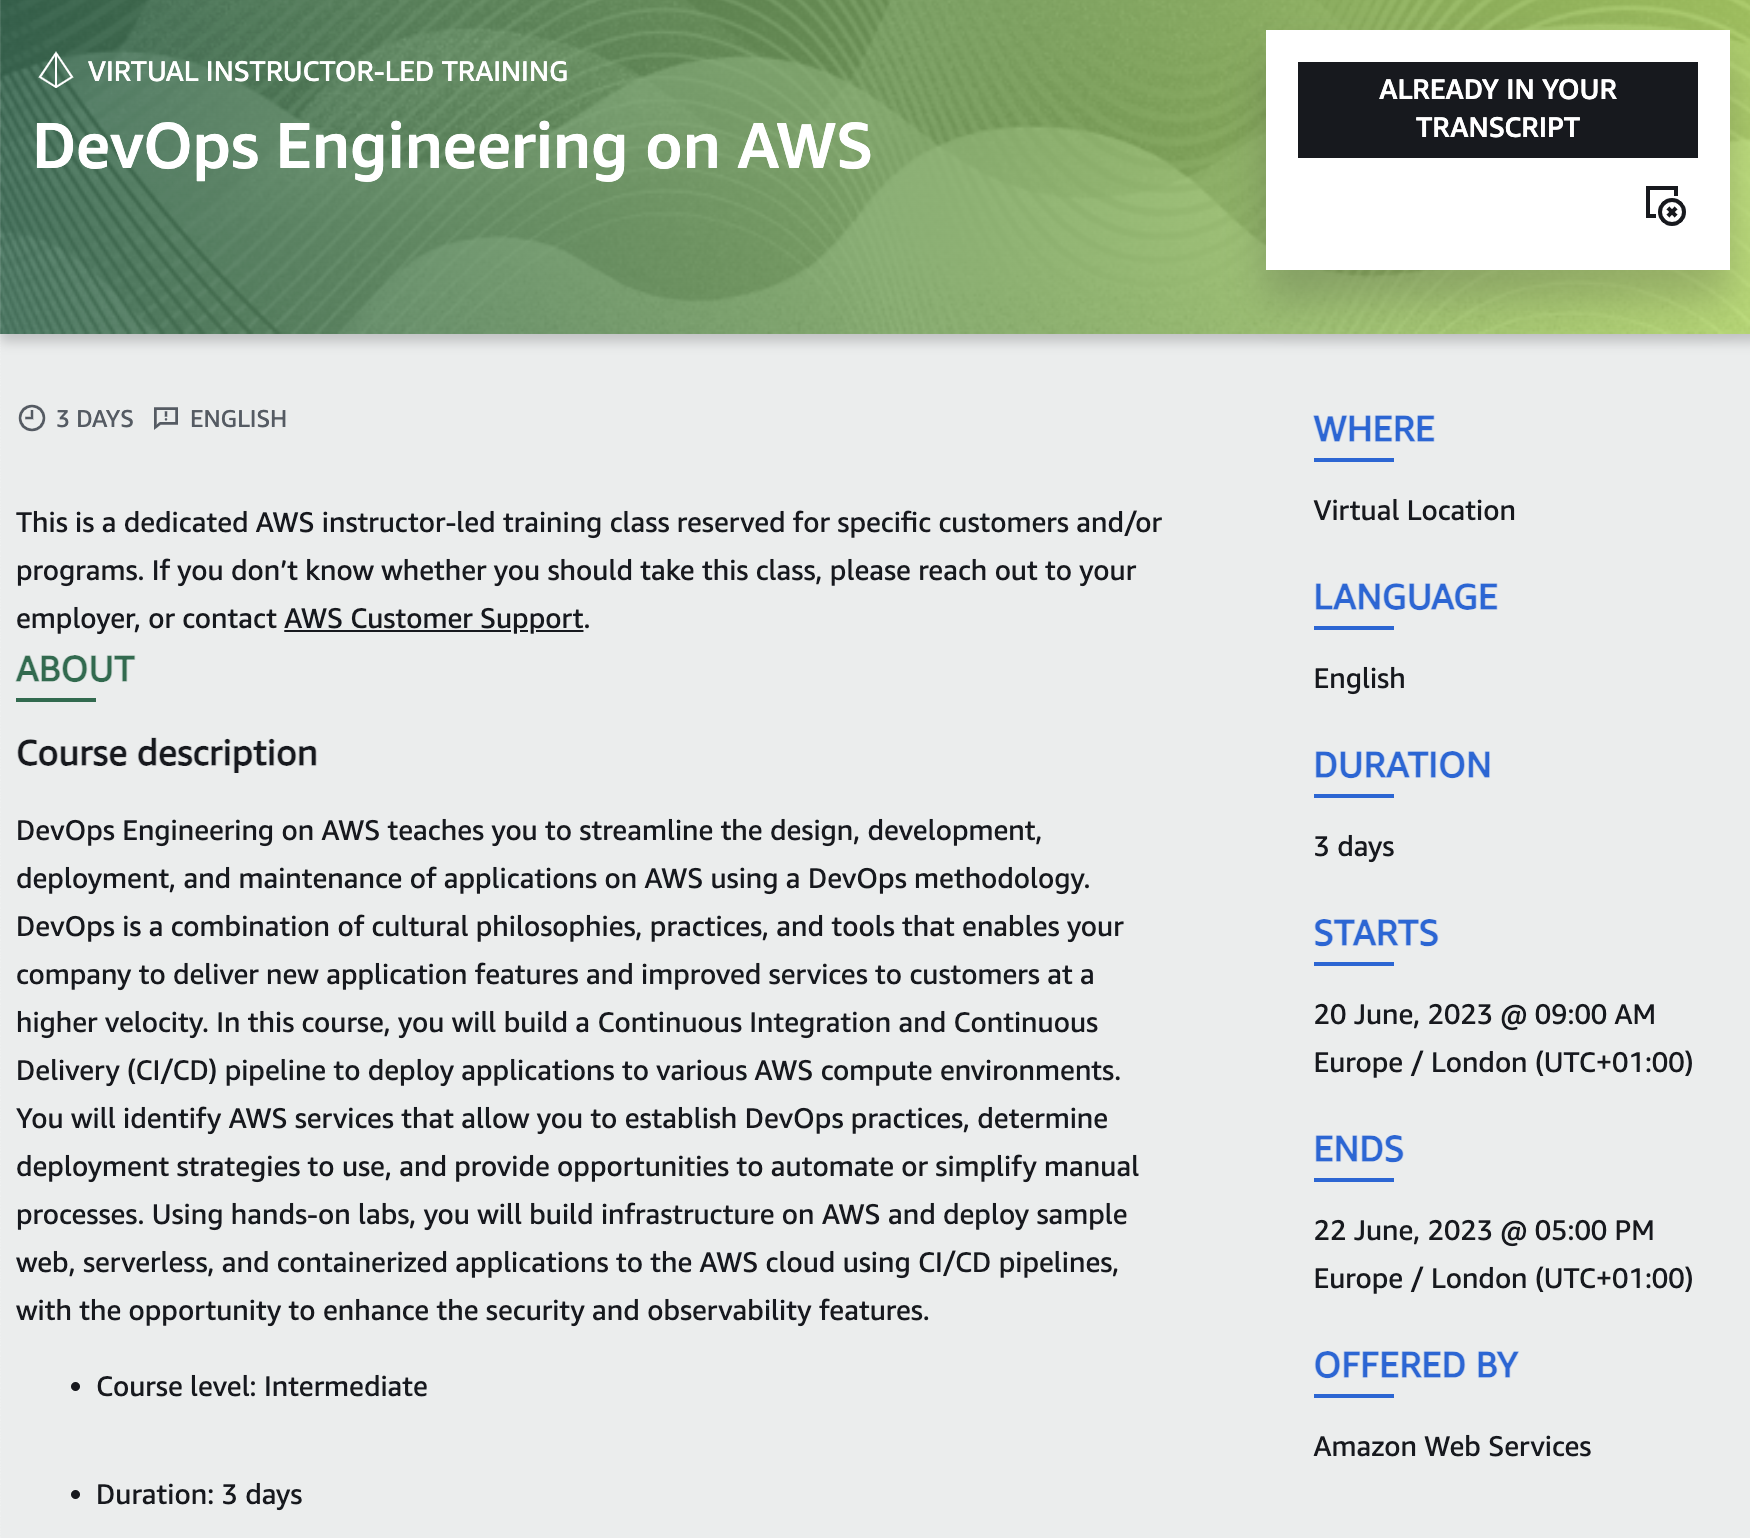 VIRTUAL INSTRUCTOR-LED TRAINING
DevOps Engineering on AWS
ALREADY IN YOUR
TRANSCRIPT
3 DAYS ENGLISH
This is a dedicated AWS instructor-led training class reserved for specific customers and/or
programs. If you don’t know whether you should take this class, please reach out to your
employer, or contact AWS Customer Support.
ABOUT
Course description
DevOps Engineering on AWS teaches you to streamline the design, development,
deployment, and maintenance of applications on AWS using a DevOps methodology.
DevOps is a combination of cultural philosophies, practices, and tools that enables your
company to deliver new application features and improved services to customers at a
higher velocity. In this course, you will build a Continuous Integration and Continuous
Delivery (CI/CD) pipeline to deploy applications to various AWS compute environments.
You will identify AWS services that allow you to establish DevOps practices, determine
deployment strategies to use, and provide opportunities to automate or simplify manual
processes. Using hands-on labs, you will build infrastructure on AWS and deploy sample
web, serverless, and containerized applications to the AWS cloud using CI/CD pipelines,
with the opportunity to enhance the security and observability features.
• Course level: Intermediate
• Duration: 3 days
WHERE
Virtual Location
LANGUAGE
English
DURATION
3 days
STARTS
20 June, 2023 @ 09:00 AM
Europe / London (UTC+01:00)
ENDS
22 June, 2023 @ 05:00 PM
Europe / London (UTC+01:00)
OFFERED BY
Amazon Web Services